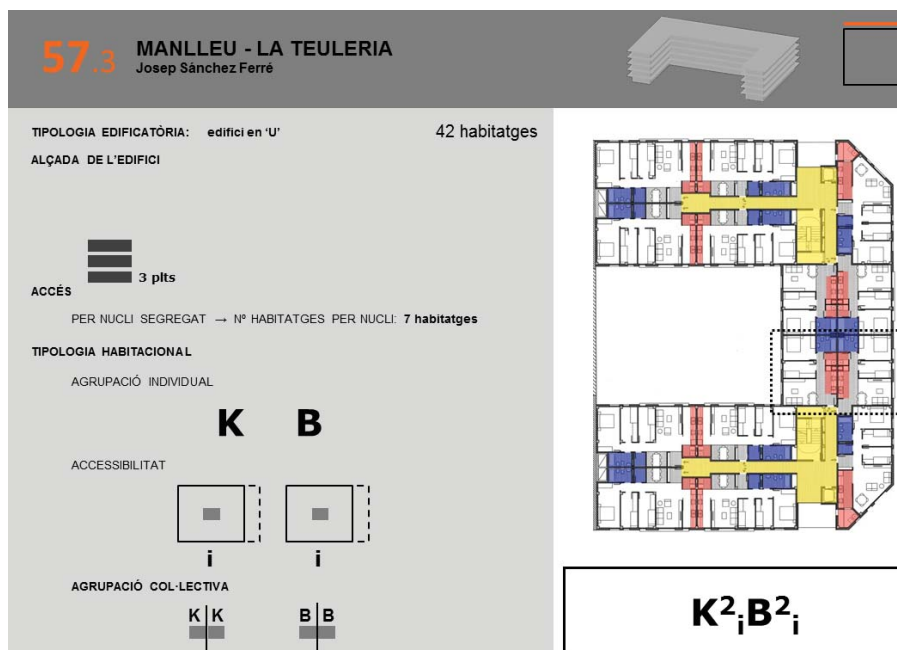 57.3 MANLLEU - LA TEULERIA
Josep Sánchez Ferré
TIPOLOGIA EDIFICATÒRIA: edifici en 'U' 42 habitatges
ALÇADA DE L'EDIFICI
3 plts
ACCÉS
PER NUCLI SEGREGAT → Nº HABITATGES PER NUCLI: 7 habitatges
TIPOLOGIA HABITACIONAL
AGRUPACIÓ INDIVIDUAL
K B
ACCESSIBILITAT
i i
AGRUPACIÓ COL·LECTIVA
K K B B
K²ᵢB²ᵢ